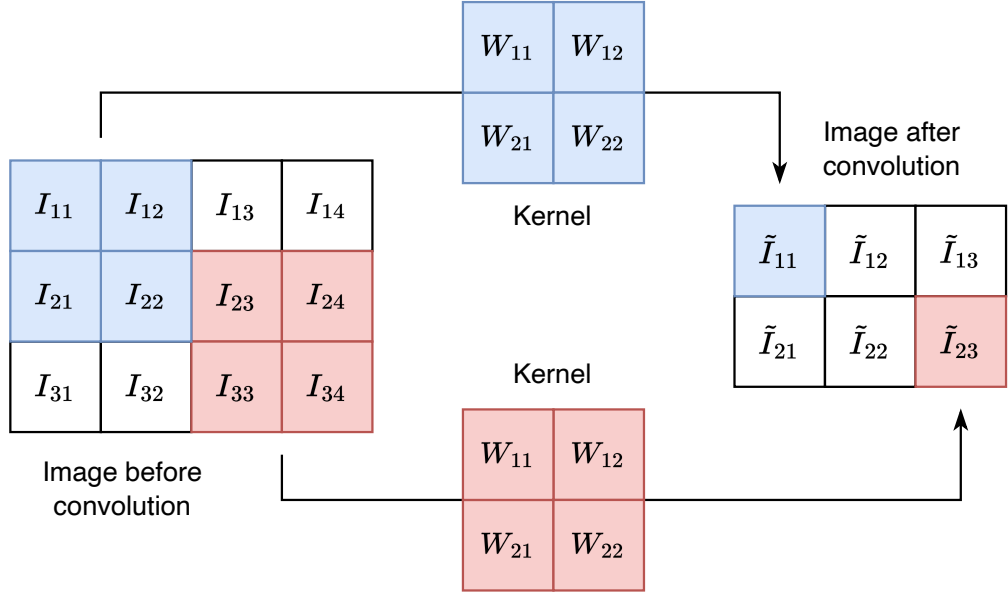 W₁₁ W₁₂
W₂₁ W₂₂
Kernel
Image after
convolution
I₁₁ I₁₂ I₁₃ I₁₄
I₂₁ I₂₂ I₂₃ I₂₄
I₃₁ I₃₂ I₃₃ I₃₄
Image before
convolution
Ĩ₁₁ Ĩ₁₂ Ĩ₁₃
Ĩ₂₁ Ĩ₂₂ Ĩ₂₃
Kernel
W₁₁ W₁₂
W₂₁ W₂₂